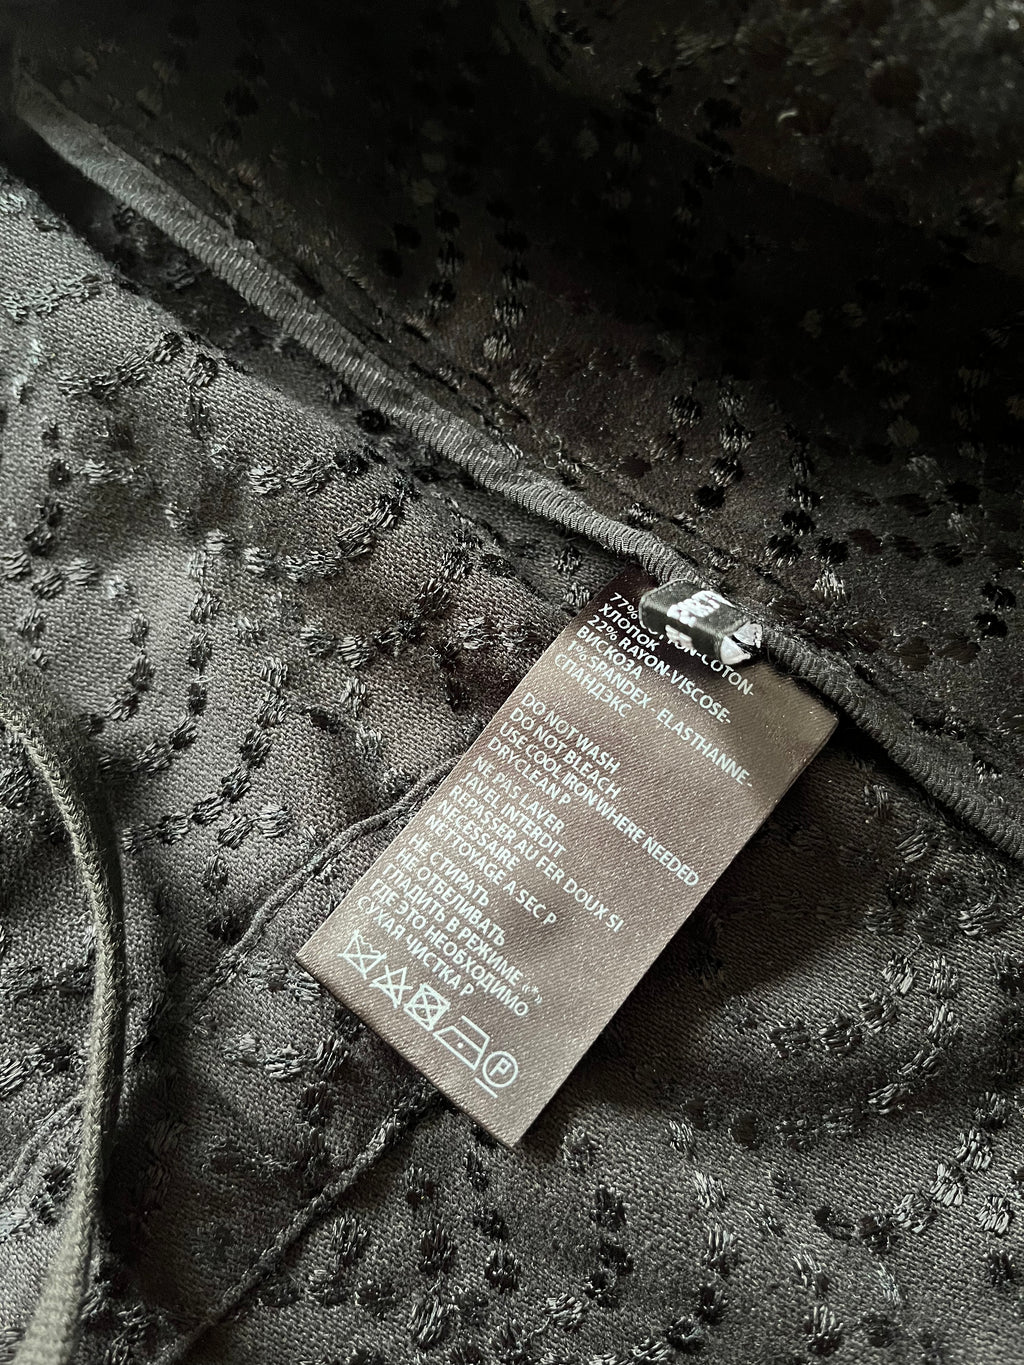 77% COTTON-COTON-
ХЛОПОК
22% RAYON-VISCOSE-
ВИСКОЗА
1% SPANDEX - ELASTHANNE -
СПАНДЭКС
DO NOT WASH
DO NOT BLEACH
USE COOL IRON WHERE NEEDED
DRYCLEAN P
NE PAS LAVER
JAVEL INTERDIT
REPASSER AU FER DOUX SI
NECESSAIRE
NETTOYAGE A SEC P
НЕ СТИРАТЬ
НЕ ОТБЕЛИВАТЬ
ГЛАДИТЬ В РЕЖИМЕ «*»
ГДЕ ЭТО НЕОБХОДИМО
СУХАЯ ЧИСТКА P
P